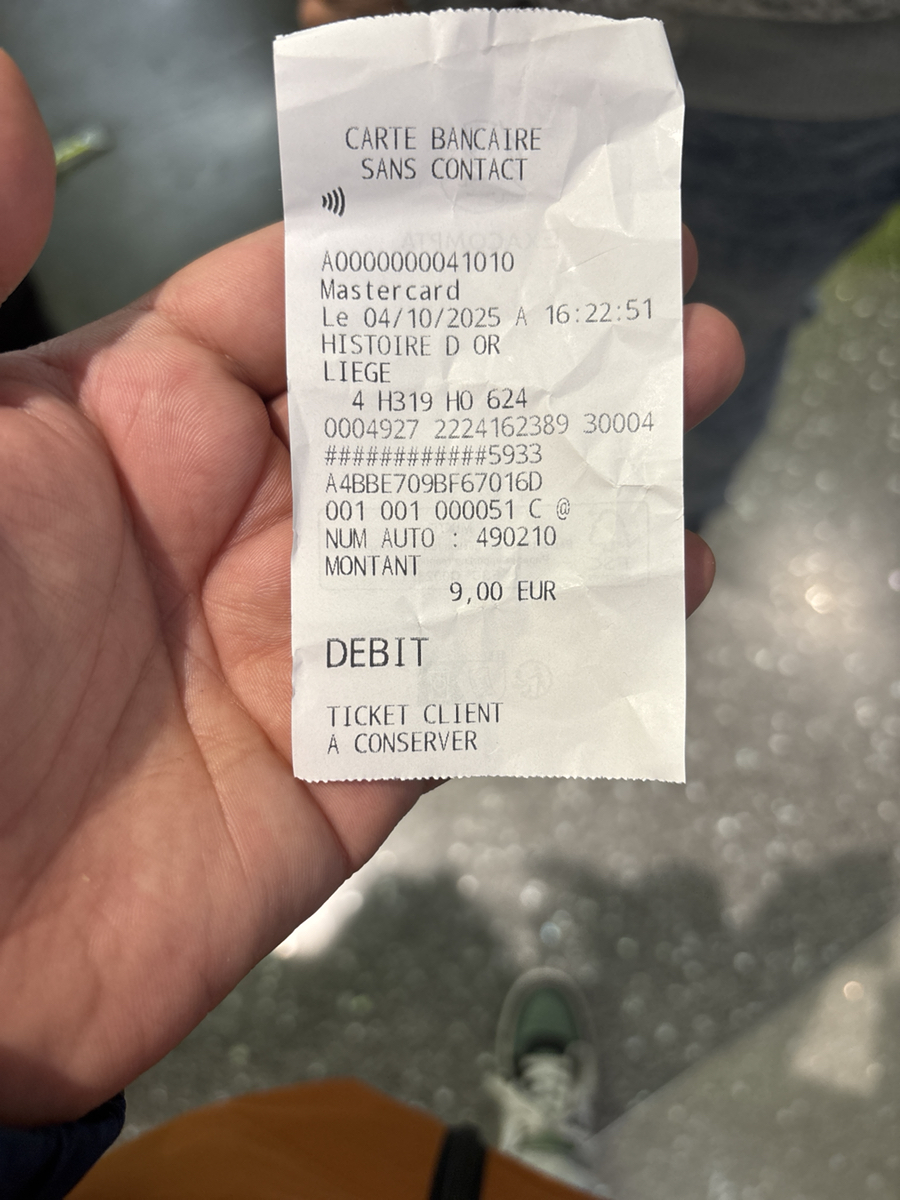 CARTE BANCAIRE
SANS CONTACT
A0000000041010
Mastercard
Le 04/10/2025 A 16:22:51
HISTOIRE D OR
LIEGE
4 H319 HO 624
0004927 2224162389 30004
############5933
A4BBE709BF67016D
001 001 000051 C @
NUM AUTO : 490210
MONTANT
9,00 EUR
DEBIT
TICKET CLIENT
A CONSERVER